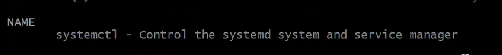 NAME
systemctl - Control the systemd system and service manager